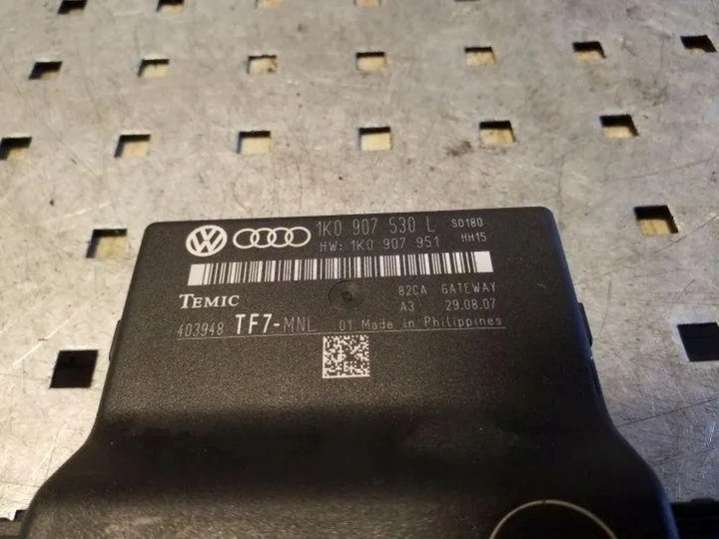 1K0 907 530 L SD180
HW: 1K0 907 951 HH15
TEMIC 82CA GATEWAY
A3 29.08.07
403948 TF7-MNL 01 Made in Philippines